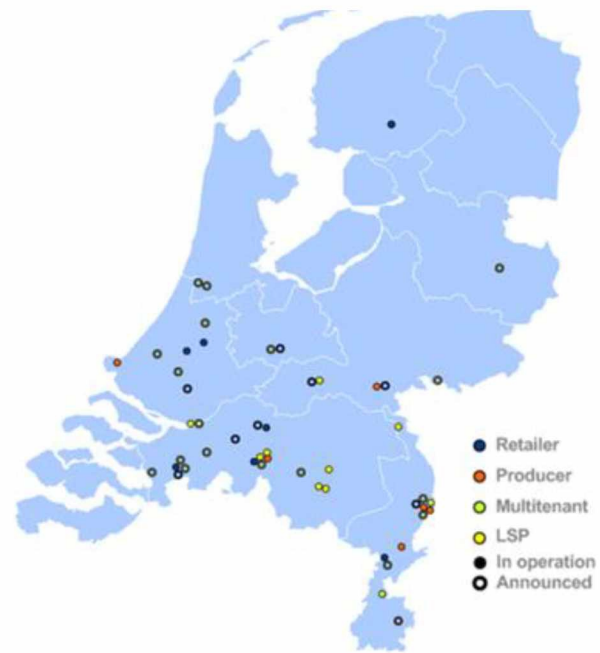 Retailer
Producer
Multitenant
LSP
In operation
Announced